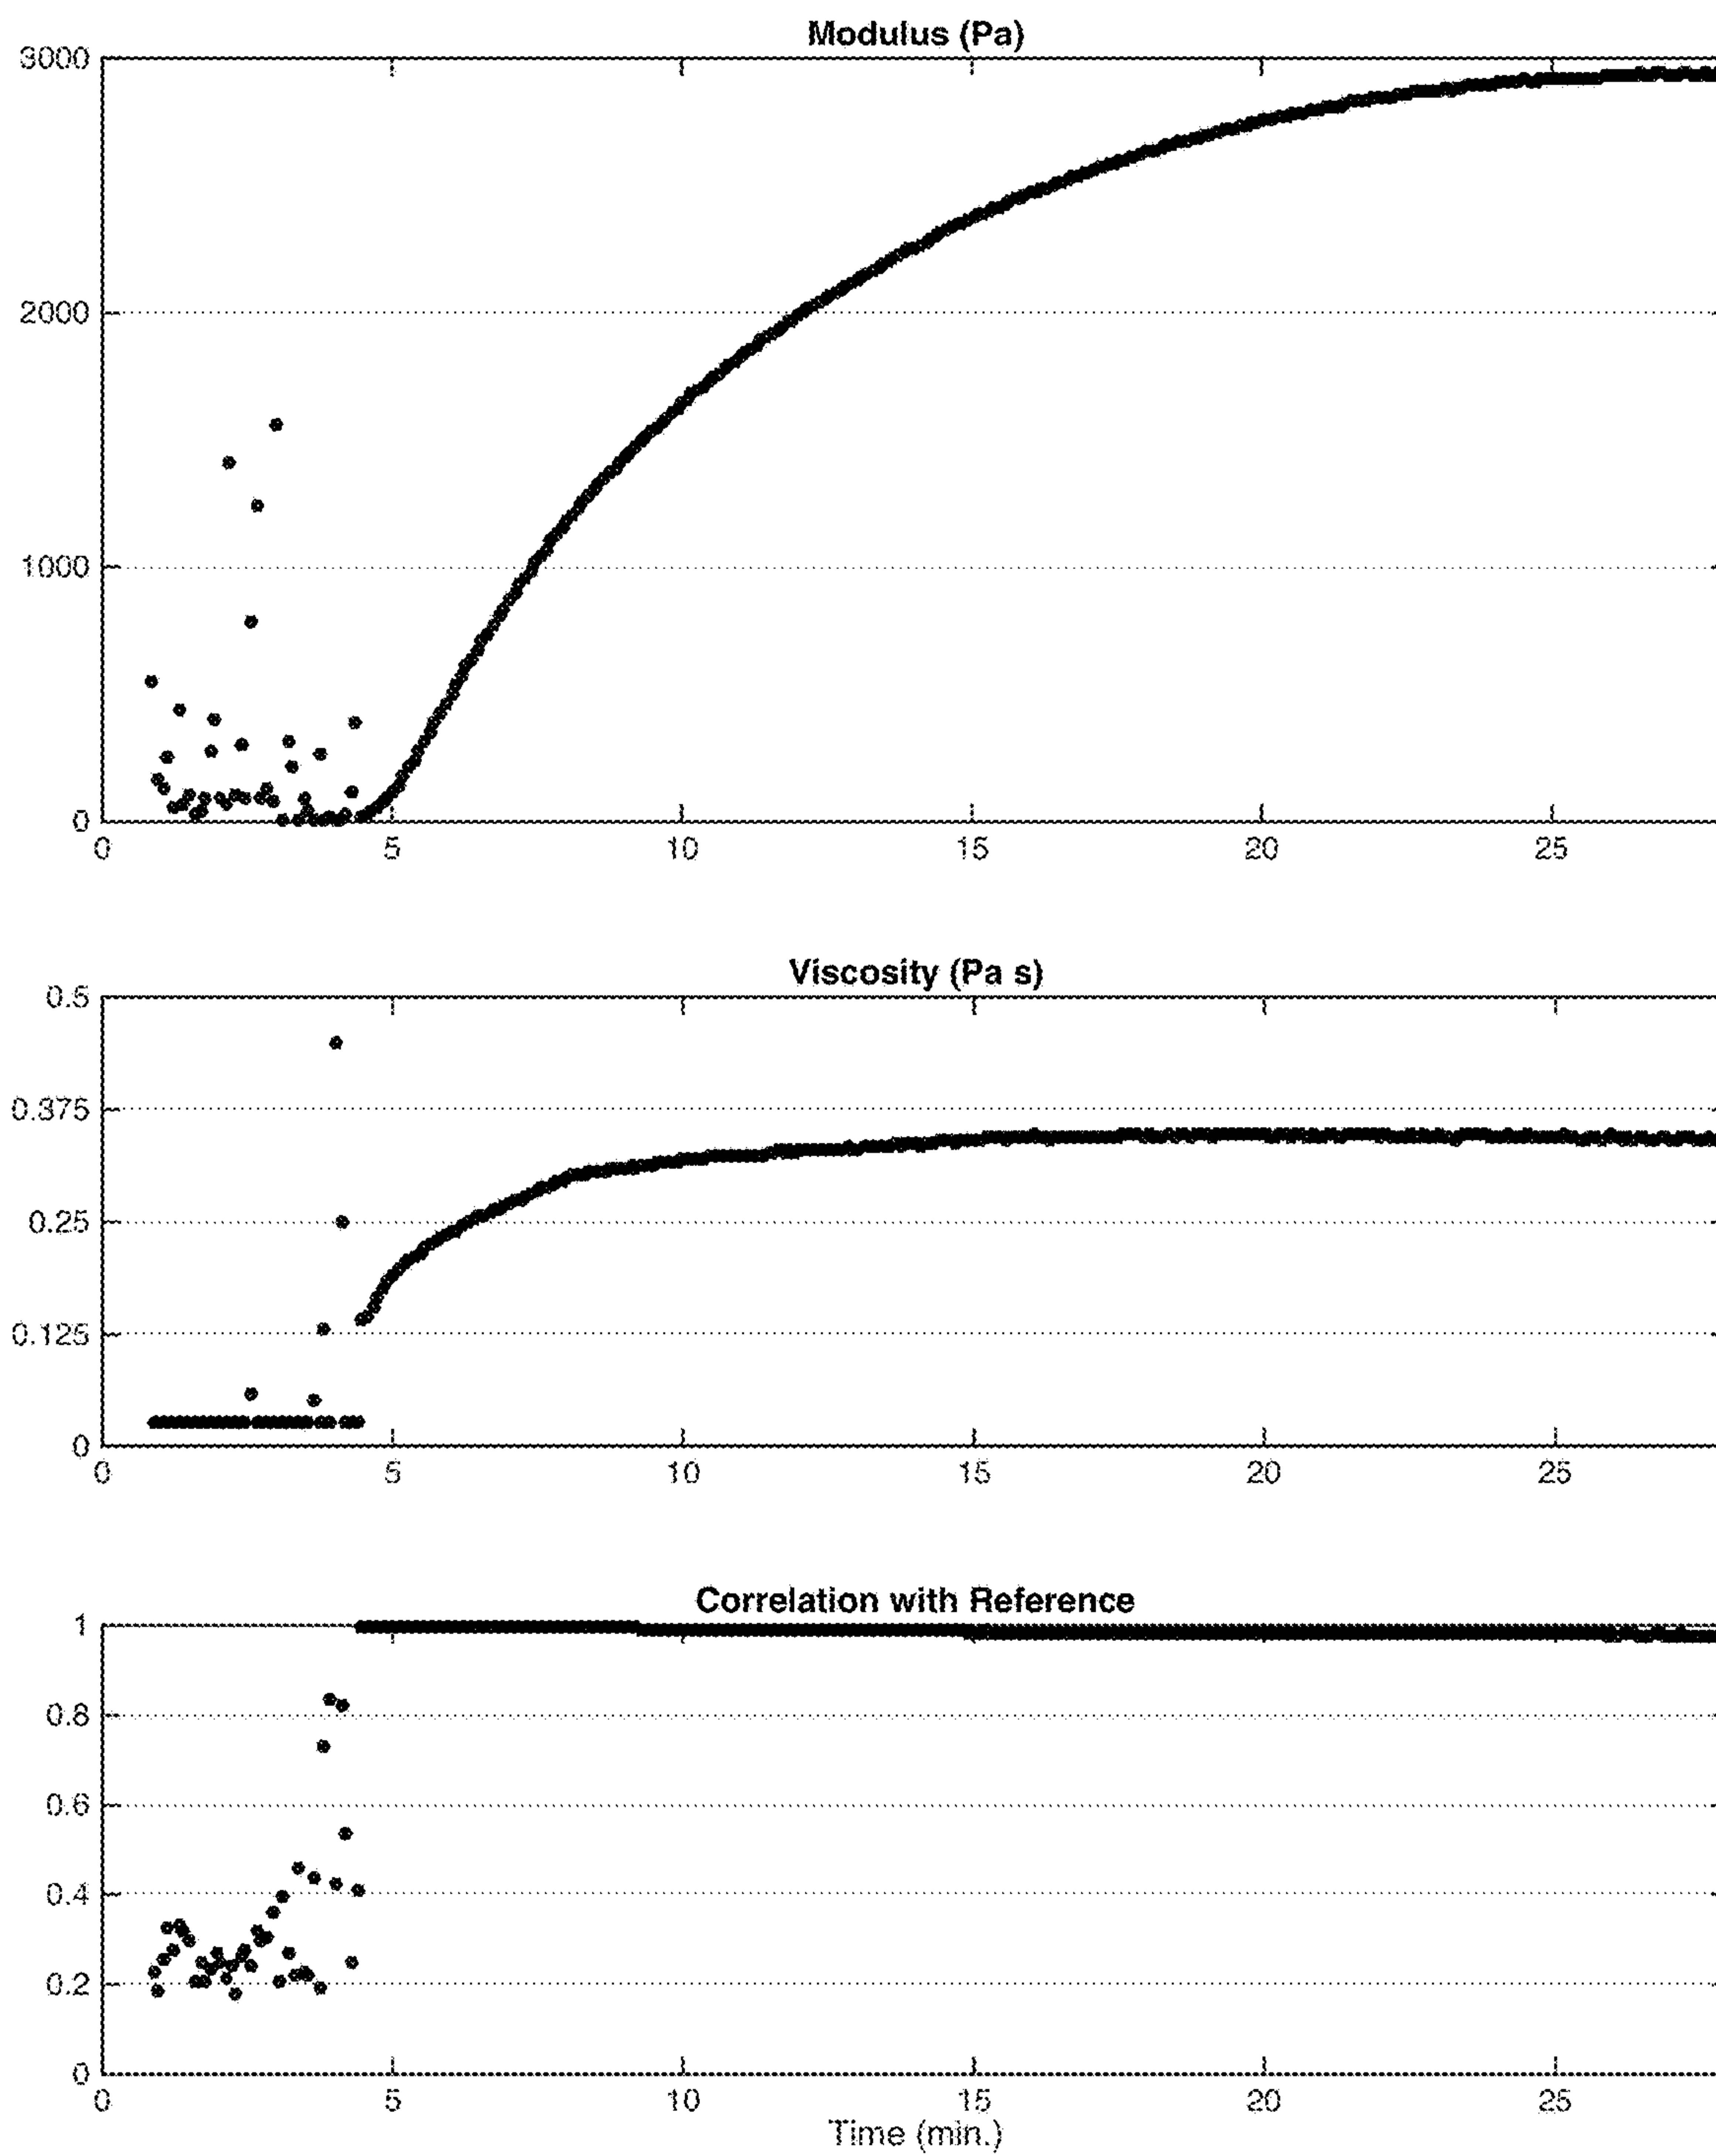 Modulus (Pa)
3000
2000
1000
0
0 5 10 15 20 25
Viscosity (Pa s)
0.5
0.375
0.25
0.125
0
0 5 10 15 20 25
Correlation with Reference
1
0.8
0.6
0.4
0.2
0
0 5 10 15 20 25
Time (min.)